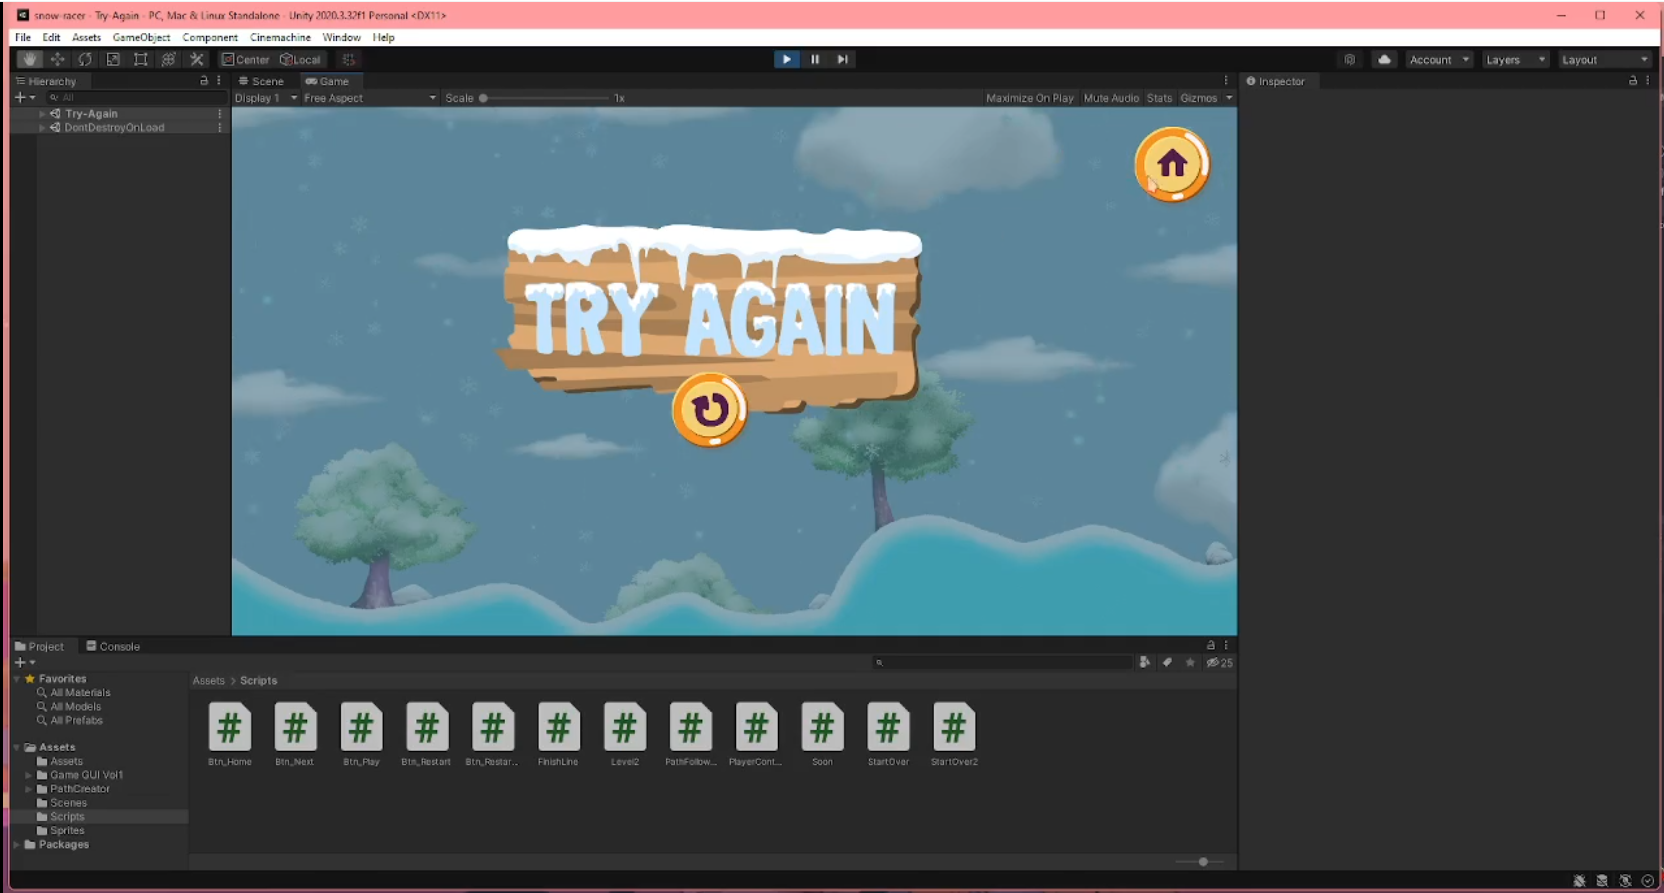 snow-racer - Try-Again - PC, Mac & Linux Standalone - Unity 2020.3.32f1 Personal <DX11>
File Edit Assets GameObject Component Cinemachine Window Help
Center Local Account Layers Layout
Hierarchy Scene Game Inspector
All Display 1 Free Aspect Scale 1x Maximize On Play Mute Audio Stats Gizmos
Try-Again
DontDestroyOnLoad
TRY AGAIN
Project Console
25
Favorites
All Materials
All Models
All Prefabs
Assets
Assets
Game GUI Vol1
PathCreator
Scenes
Scripts
Sprites
Packages
Assets > Scripts
Btn_Home Btn_Next Btn_Play Btn_Restart Btn_Restar... FinishLine Level2 PathFollow... PlayerCont... Soon StartOver StartOver2